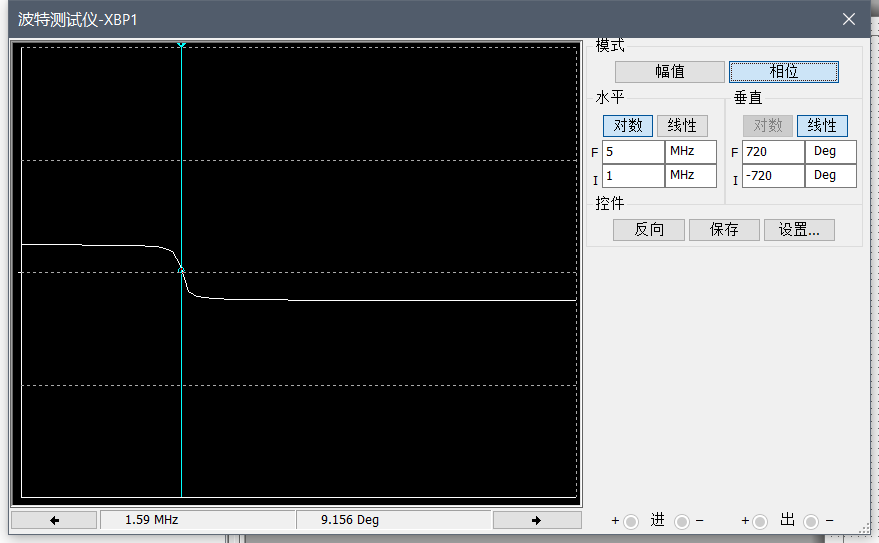 波特测试仪-XBP1
模式
幅值 相位
水平 垂直
对数 线性 对数 线性
F 5 MHz F 720 Deg
I 1 MHz I -720 Deg
控件
反向 保存 设置...
1.59 MHz 9.156 Deg
+ 进 − + 出 −